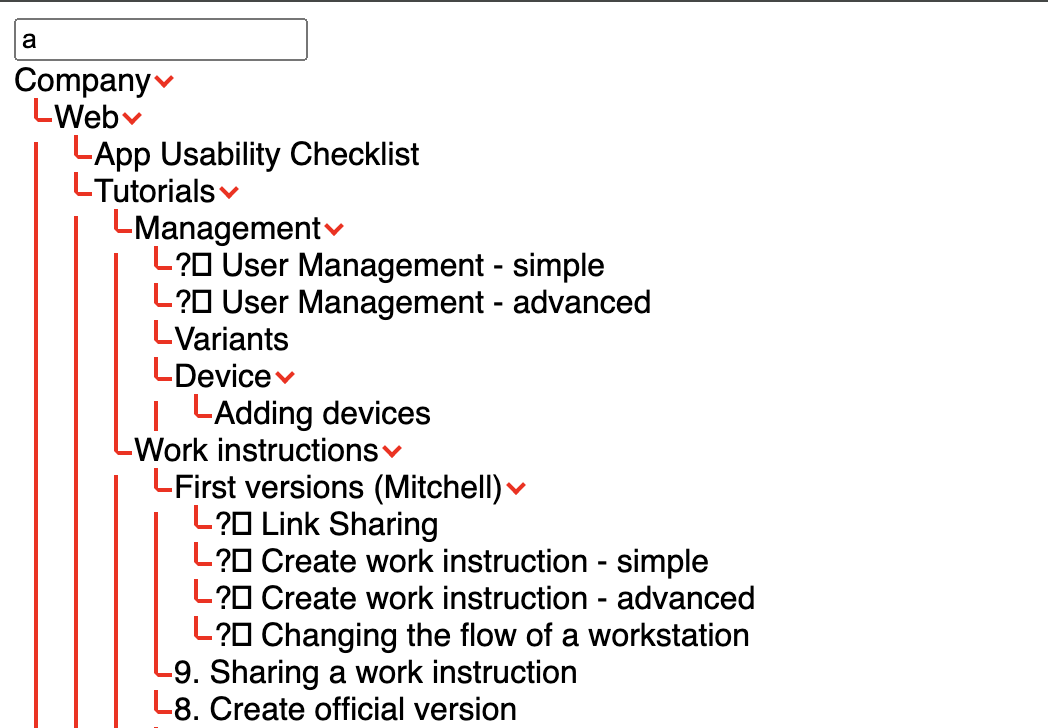 a
Company
Web
App Usability Checklist
Tutorials
Management
?□ User Management - simple
?□ User Management - advanced
Variants
Device
Adding devices
Work instructions
First versions (Mitchell)
?□ Link Sharing
?□ Create work instruction - simple
?□ Create work instruction - advanced
?□ Changing the flow of a workstation
9. Sharing a work instruction
8. Create official version